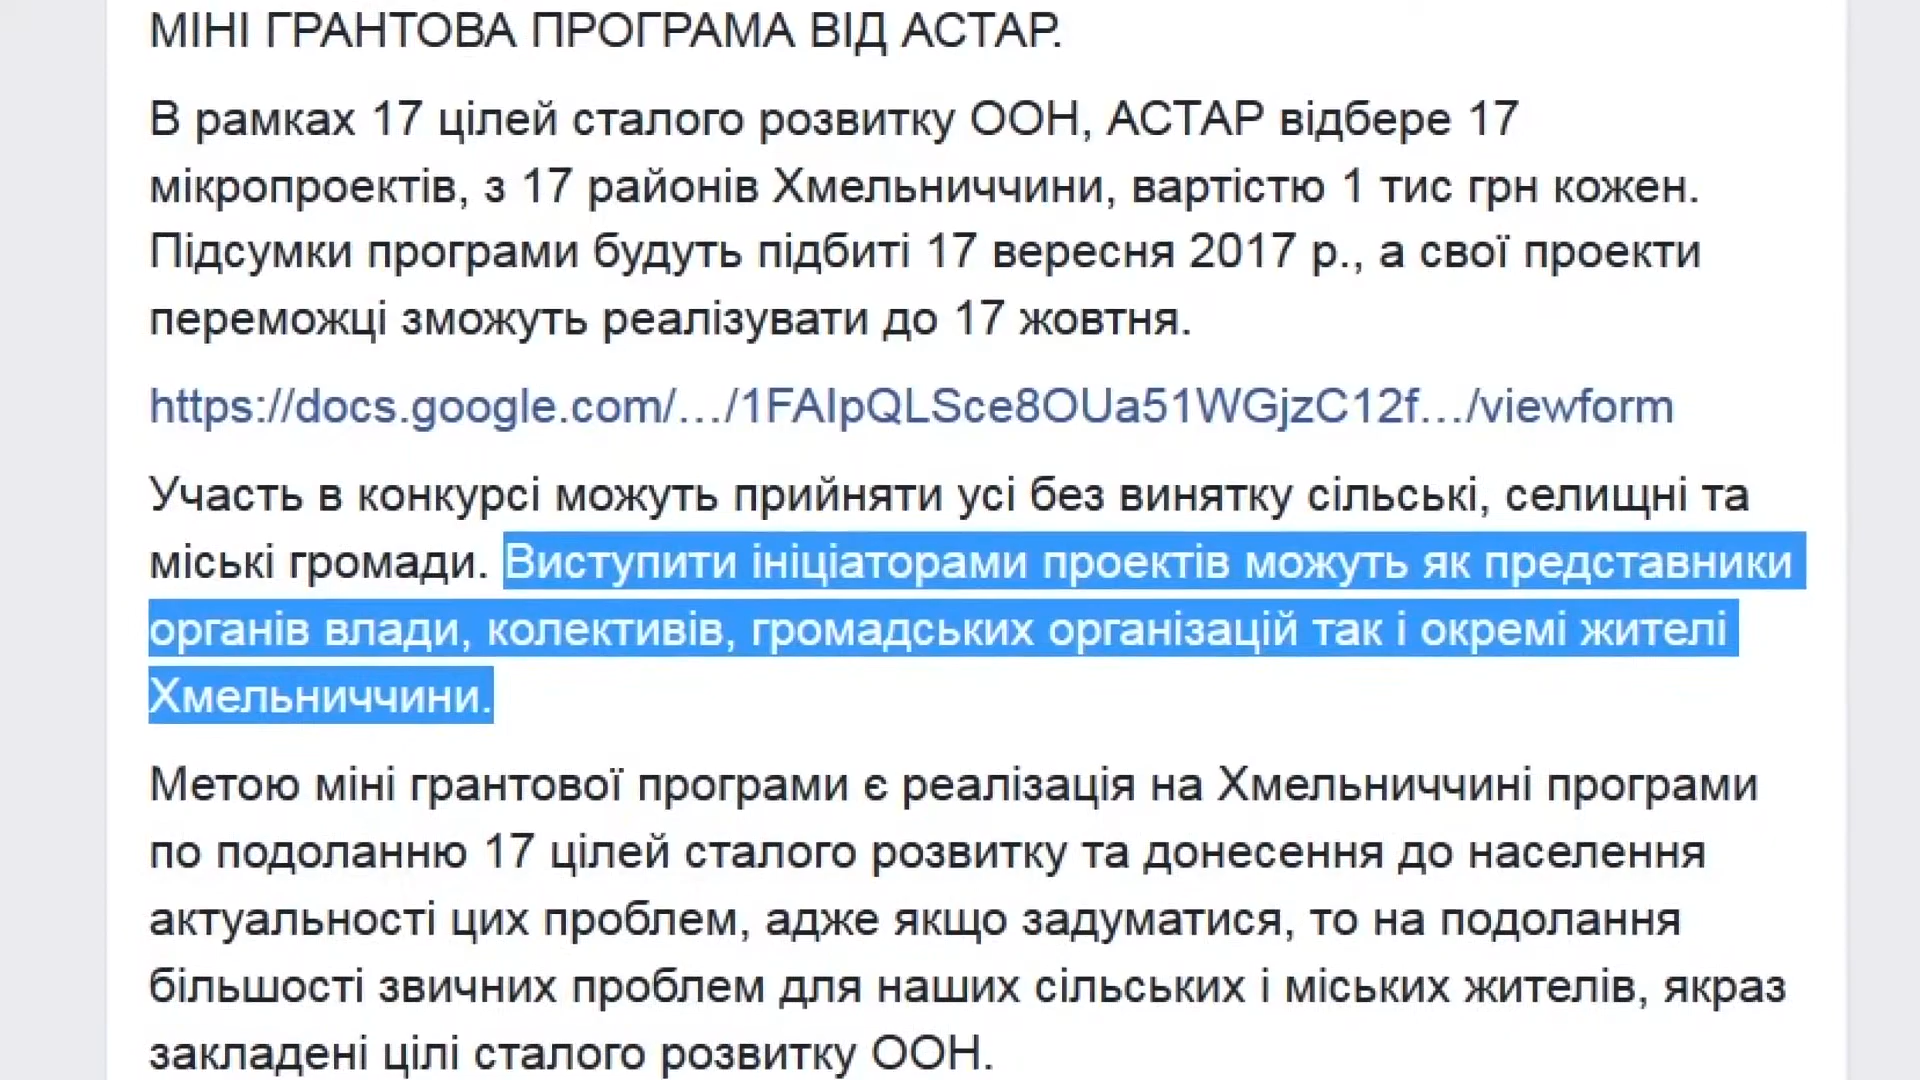 МІНІ ГРАНТОВА ПРОГРАМА ВІД АСТАР.
В рамках 17 цілей сталого розвитку ООН, АСТАР відбере 17
мікропроектів, з 17 районів Хмельниччини, вартістю 1 тис грн кожен.
Підсумки програми будуть підбиті 17 вересня 2017 р., а свої проекти
переможці зможуть реалізувати до 17 жовтня.
https://docs.google.com/…/1FAIpQLSce8OUa51WGjzC12f…/viewform
Участь в конкурсі можуть прийняти усі без винятку сільські, селищні та
міські громади. Виступити ініціаторами проектів можуть як представники
органів влади, колективів, громадських організацій так і окремі жителі
Хмельниччини.
Метою міні грантової програми є реалізація на Хмельниччині програми
по подоланню 17 цілей сталого розвитку та донесення до населення
актуальності цих проблем, адже якщо задуматися, то на подолання
більшості звичних проблем для наших сільських і міських жителів, якраз
закладені цілі сталого розвитку ООН.